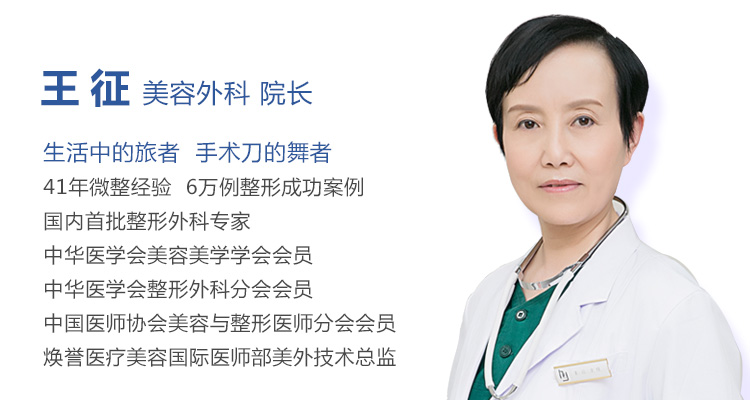 王征 美容外科 院长
生活中的旅者 手术刀的舞者
41年微整经验 6万例整形成功案例
国内首批整形外科专家
中华医学会美容美学学会会员
中华医学会整形外科分会会员
中国医师协会美容与整形医师分会会员
焕誉医疗美容国际医师部美外技术总监